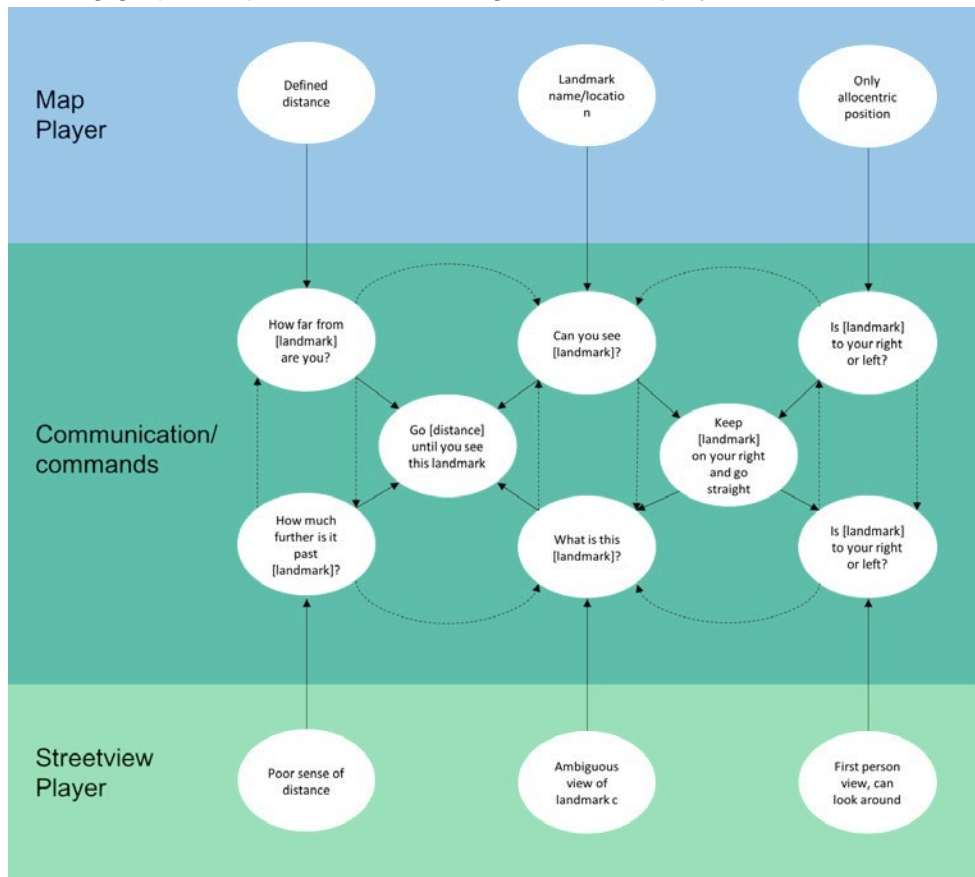 Map
Player
Defined
distance
Landmark
name/locatio
n
Only
allocentric
position
Communication/
commands
How far from
[landmark]
are you?
Can you see
[landmark]?
Is [landmark]
to your right
or left?
Go [distance]
until you see
this landmark
Keep
[landmark]
on your right
and go
straight
How much
further is it
past
[landmark]?
What is this
[landmark]?
Is [landmark]
to your right
or left?
Streetview
Player
Poor sense of
distance
Ambiguous
view of
landmark c
First person
view, can
look around